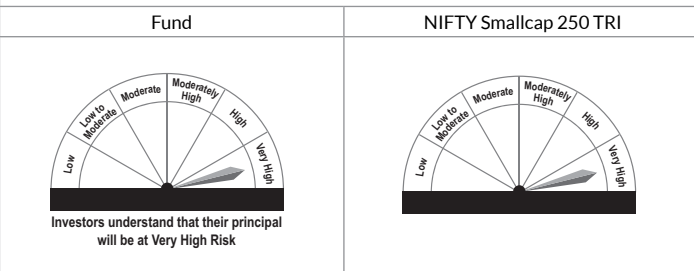 Fund
NIFTY Smallcap 250 TRI
Low
Low to
Moderate
Moderate
Moderately
High
High
Very High
Low
Low to
Moderate
Moderate
Moderately
High
High
Very High
Investors understand that their principal
will be at Very High Risk